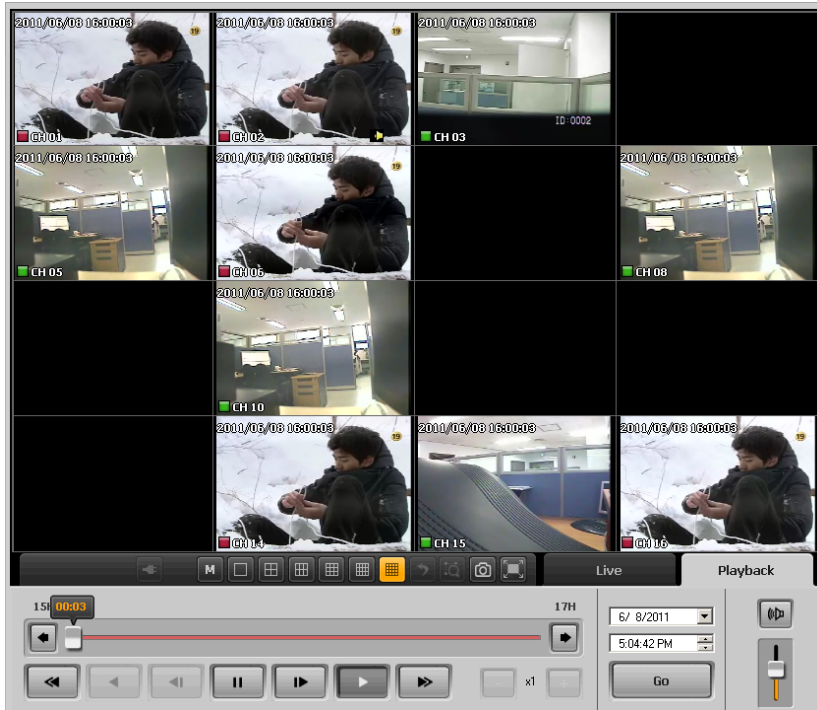 2011/06/08 16:00:03
19
CH 01
2011/06/08 16:00:03
19
CH 02
2011/06/08 16:00:03
ID:0002
CH 03
2011/06/08 16:00:03
CH 05
2011/06/08 16:00:03
19
CH 06
2011/06/08 16:00:03
CH 08
2011/06/08 16:00:03
CH 10
2011/06/08 16:00:03
19
CH 14
2011/06/08 16:00:03
CH 15
2011/06/08 16:00:03
19
CH 16
M
Live
Playback
00:03
17H
6/ 8/2011
5:04:42 PM
x1
Go